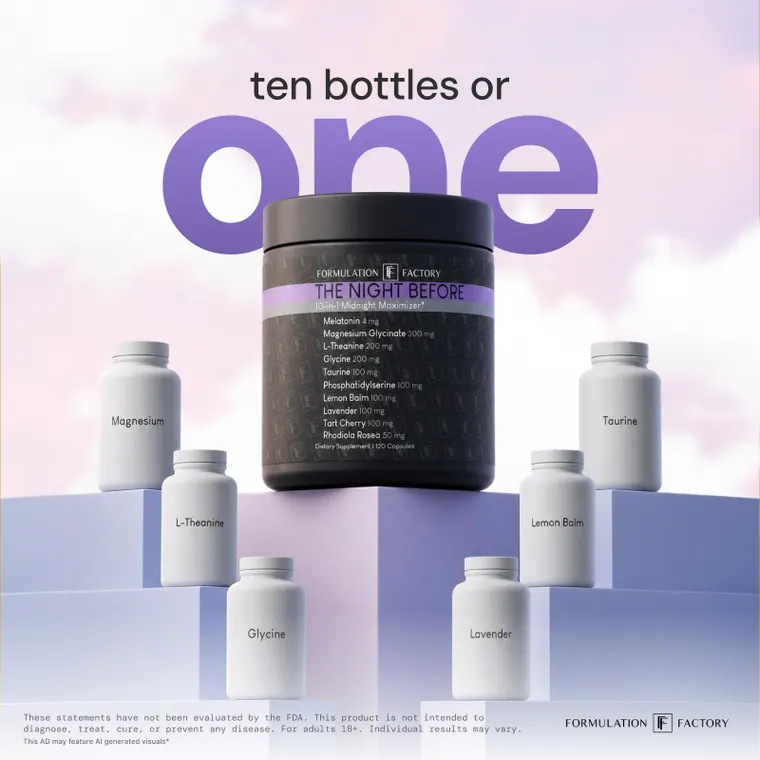 ten bottles or
one
FORMULATION F FACTORY
THE NIGHT BEFORE
10-in-1 Midnight Maximizer*
Melatonin 4 mg
Magnesium Glycinate 300 mg
L-Theanine 200 mg
Glycine 200 mg
Taurine 100 mg
Phosphatidylserine 100 mg
Lemon Balm 100 mg
Lavender 100 mg
Tart Cherry 100 mg
Rhodiola Rosea 50 mg
Dietary Supplement | 120 Capsules
Magnesium
Taurine
L-Theanine
Lemon Balm
Glycine
Lavender
These statements have not been evaluated by the FDA. This product is not intended to
diagnose, treat, cure, or prevent any disease. For adults 18+. Individual results may vary.
This AD may feature AI generated visuals*
FORMULATION F FACTORY